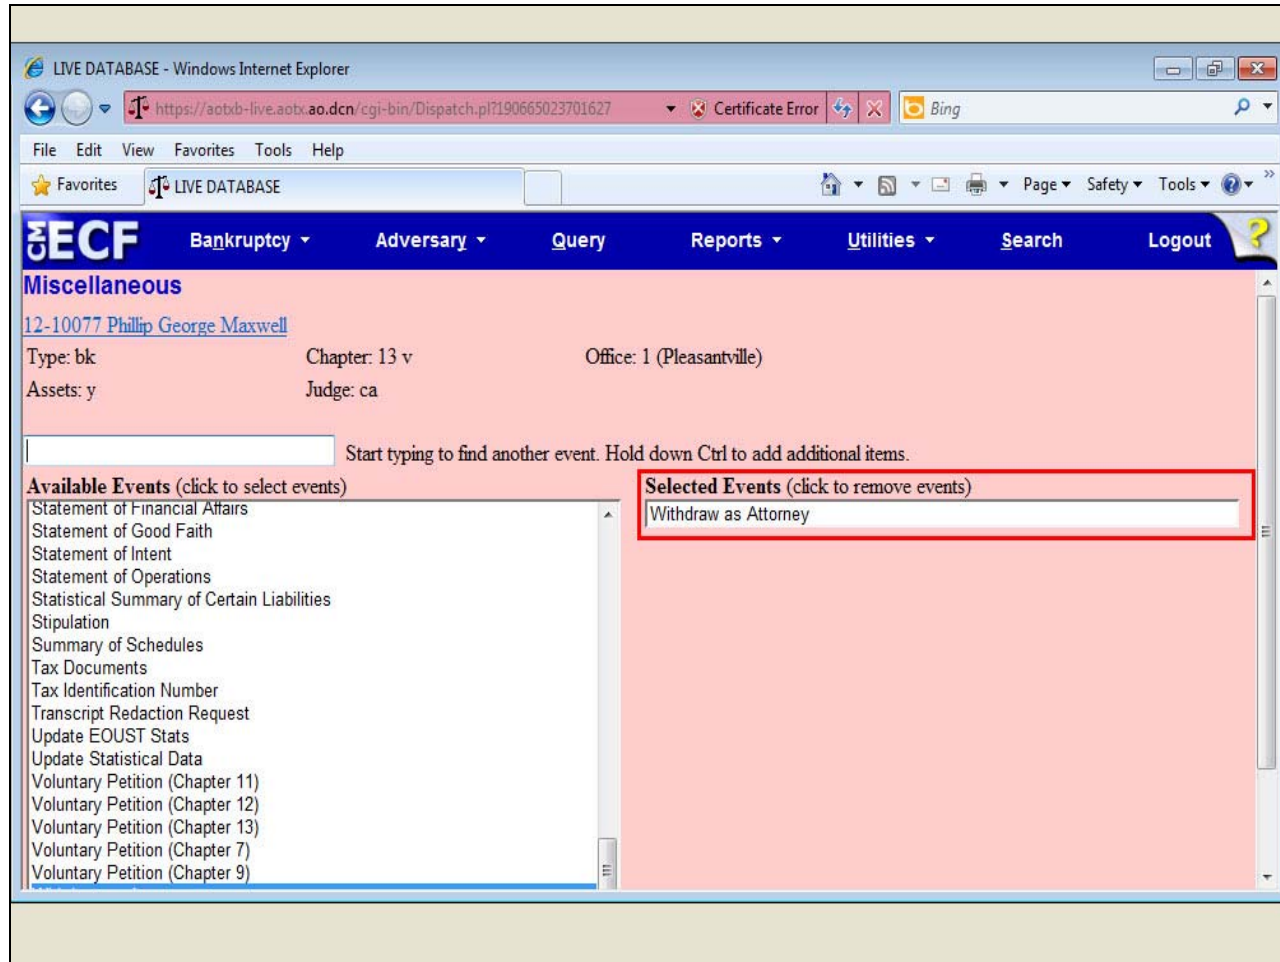 LIVE DATABASE - Windows Internet Explorer
https://aotxb-live.aotx.ao.dcn/cgi-bin/Dispatch.pl?190665023701627 Certificate Error Bing
File Edit View Favorites Tools Help
Favorites LIVE DATABASE Page Safety Tools
CM ECF Bankruptcy Adversary Query Reports Utilities Search Logout ?
Miscellaneous
12-10077 Phillip George Maxwell
Type: bk Chapter: 13 v Office: 1 (Pleasantville)
Assets: y Judge: ca
Start typing to find another event. Hold down Ctrl to add additional items.
Available Events (click to select events) Selected Events (click to remove events)
Statement of Financial Affairs Withdraw as Attorney
Statement of Good Faith
Statement of Intent
Statement of Operations
Statistical Summary of Certain Liabilities
Stipulation
Summary of Schedules
Tax Documents
Tax Identification Number
Transcript Redaction Request
Update EOUST Stats
Update Statistical Data
Voluntary Petition (Chapter 11)
Voluntary Petition (Chapter 12)
Voluntary Petition (Chapter 13)
Voluntary Petition (Chapter 7)
Voluntary Petition (Chapter 9)